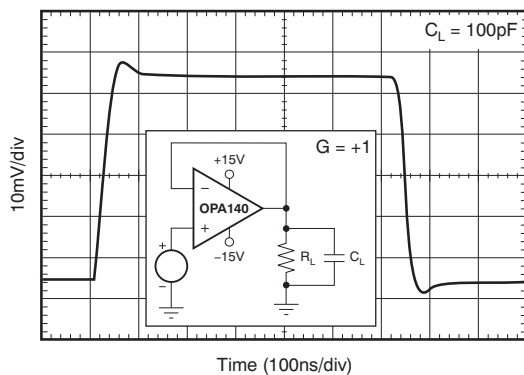 C_L = 100pF
10mV/div
G = +1
+15V
−
OPA140
+
+
−15V
−
R_L
C_L
Time (100ns/div)